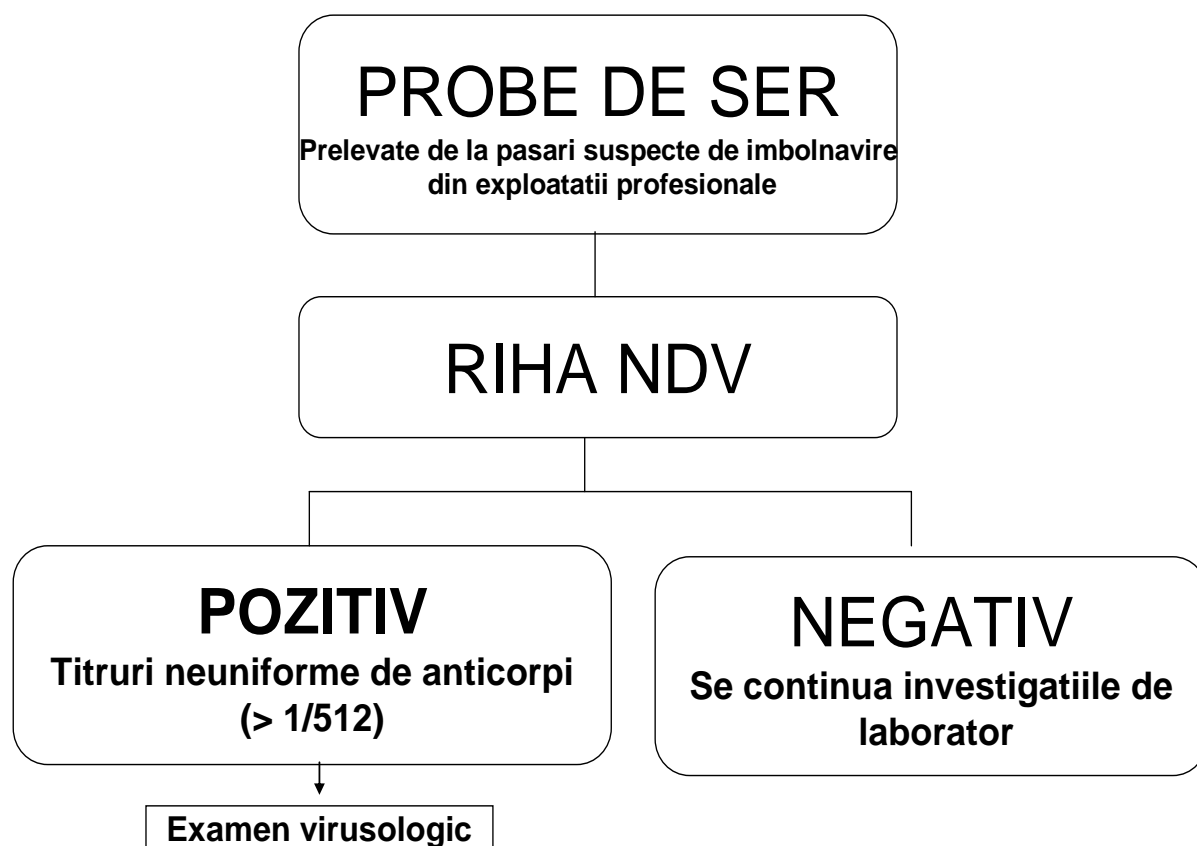 PROBE DE SER
Prelevate de la pasari suspecte de imbolnavire
din exploatatii profesionale
RIHA NDV
POZITIV
Titruri neuniforme de anticorpi
(> 1/512)
NEGATIV
Se continua investigatiile de
laborator
Examen virusologic